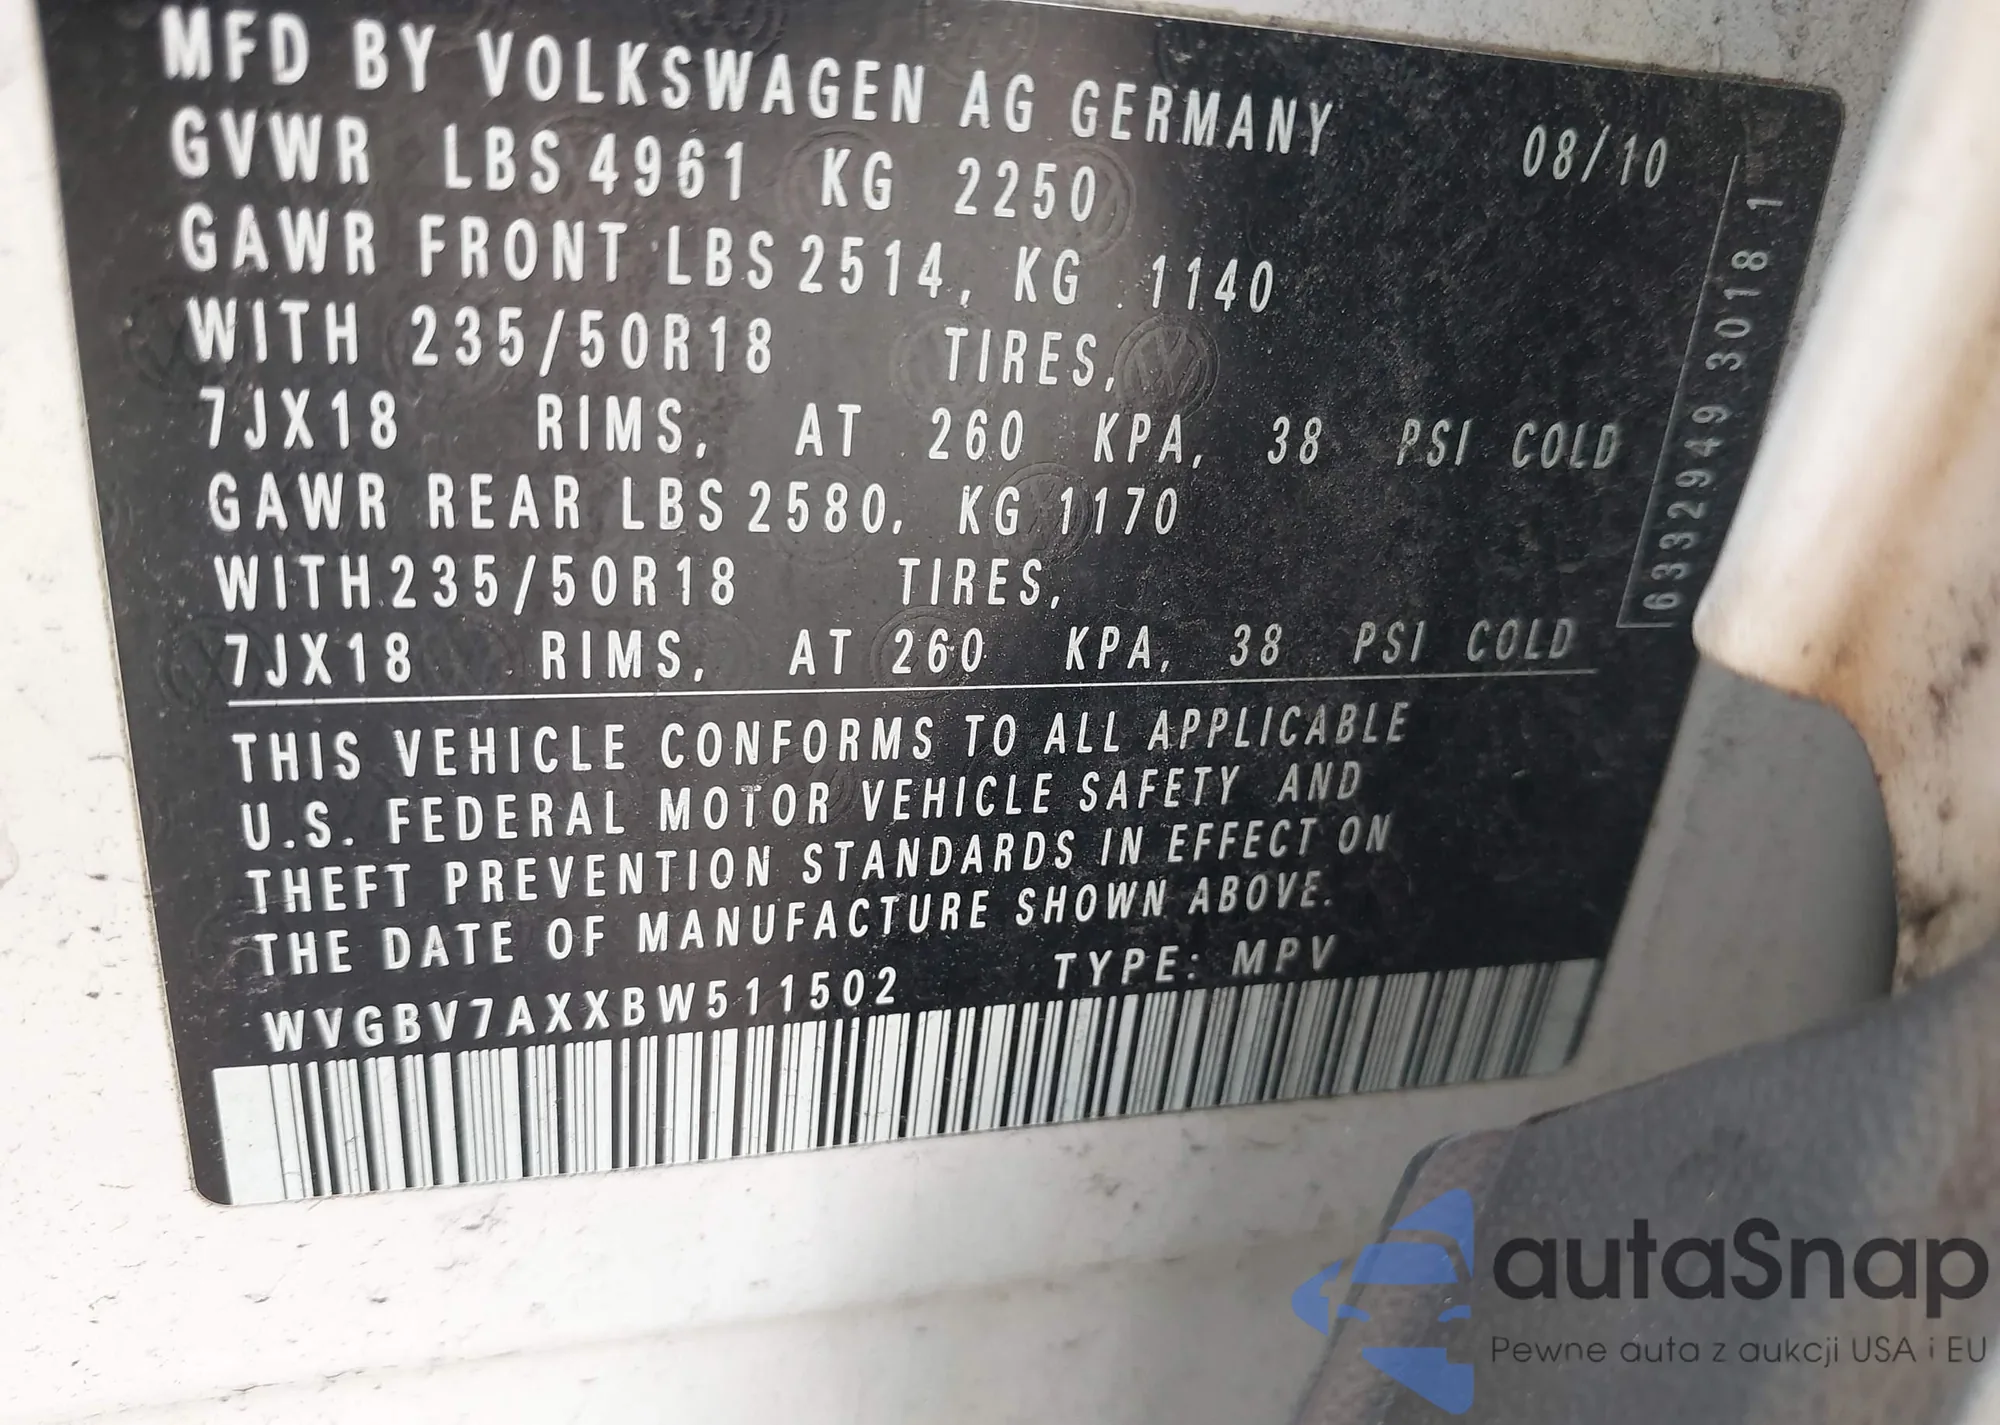 MFD BY VOLKSWAGEN AG GERMANY 08/10
GVWR LBS 4961 KG 2250
GAWR FRONT LBS 2514, KG 1140
WITH 235/50R18 TIRES,
7JX18 RIMS, AT 260 KPA, 38 PSI COLD
GAWR REAR LBS 2580, KG 1170
WITH 235/50R18 TIRES,
7JX18 RIMS, AT 260 KPA, 38 PSI COLD
THIS VEHICLE CONFORMS TO ALL APPLICABLE
U.S. FEDERAL MOTOR VEHICLE SAFETY AND
THEFT PREVENTION STANDARDS IN EFFECT ON
THE DATE OF MANUFACTURE SHOWN ABOVE.
WVGBV7AXXBW511502 TYPE: MPV
6332949 3018 1
autaSnap
Pewne auta z aukcji USA i EU